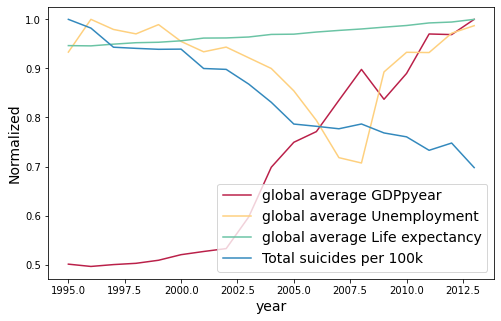 1.0
0.9
0.8
0.7
0.6
0.5
Normalized
global average GDPpyear
global average Unemployment
global average Life expectancy
Total suicides per 100k
1995.0 1997.5 2000.0 2002.5 2005.0 2007.5 2010.0 2012.5
year